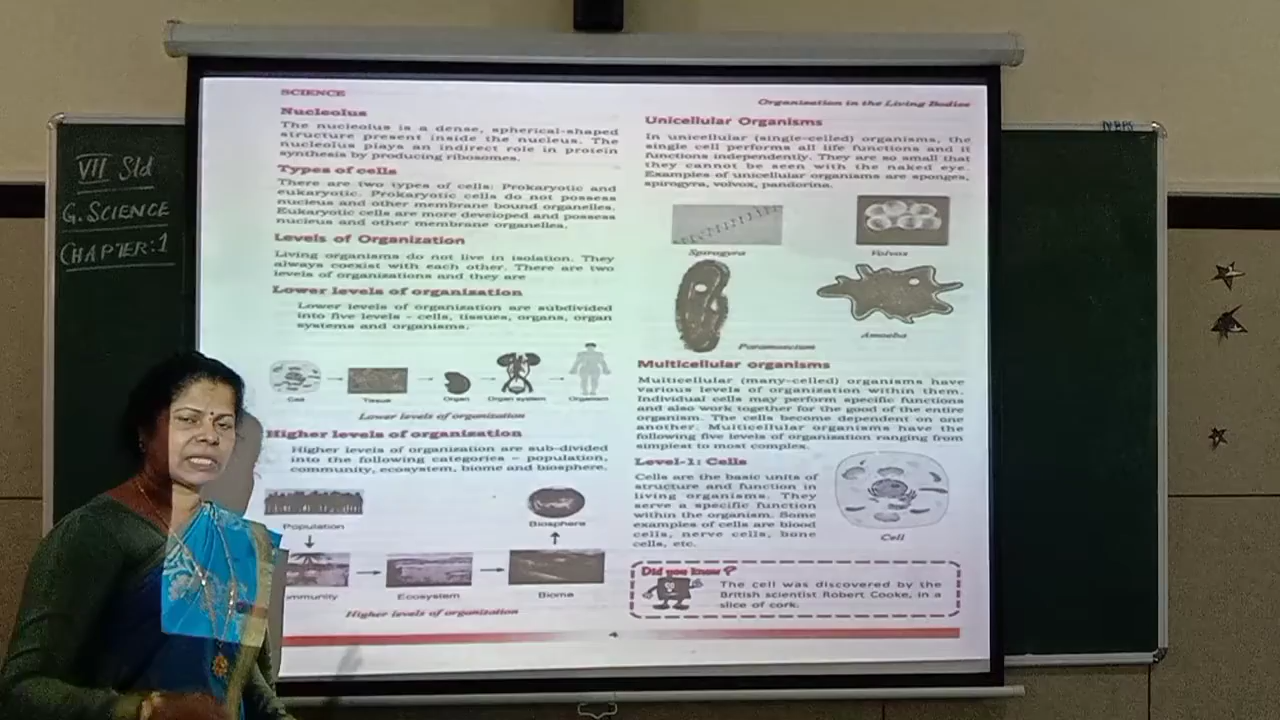 VII Std
G. SCIENCE
CHAPTER:1
SCIENCE
Nucleolus
The nucleolus is a dense, spherical-shaped
structure present inside the nucleus. The
nucleolus plays an indirect role in protein
synthesis by producing ribosomes.
Types of cells
There are two types of cells: Prokaryotic and
eukaryotic. Prokaryotic cells do not possess
nucleus and other membrane bound organelles.
Eukaryotic cells are more developed and possess
nucleus and other membrane organelles.
Levels of Organization
Living organisms do not live in isolation. They
always coexist with each other. There are two
levels of organizations and they are
Lower levels of organization
Lower levels of organization are subdivided
into five levels - cells, tissues, organs, organ
systems and organisms.
Cell
Tissue
Organ
Organ system
Organism
Lower levels of organization
Higher levels of organization
Higher levels of organization are sub-divided
into the following categories - population,
community, ecosystem, biome and biosphere.
Population
Biosphere
mmunity
Ecosystem
Biome
Higher levels of organization
Organization in the Living Bodies
Unicellular Organisms
In unicellular (single-celled) organisms, the
single cell performs all life functions and it
functions independently. They are so small that
they cannot be seen with the naked eye.
Examples of unicellular organisms are sponges,
spirogyra, volvox, pandorina.
Spirogyra
Volvox
Paramoecium
Amoeba
Multicellular organisms
Multicellular (many-celled) organisms have
various levels of organization within them.
Individual cells may perform specific functions
and also work together for the good of the entire
organism. The cells become dependent on one
another. Multicellular organisms have the
following five levels of organization ranging from
simplest to most complex.
Level-1: Cells
Cells are the basic units of
structure and function in
living organisms. They
serve a specific function
within the organism. Some
examples of cells are blood
cells, nerve cells, bone
cells, etc.
Cell
Did you know?
The cell was discovered by the
British scientist Robert Cooke, in a
slice of cork.
4